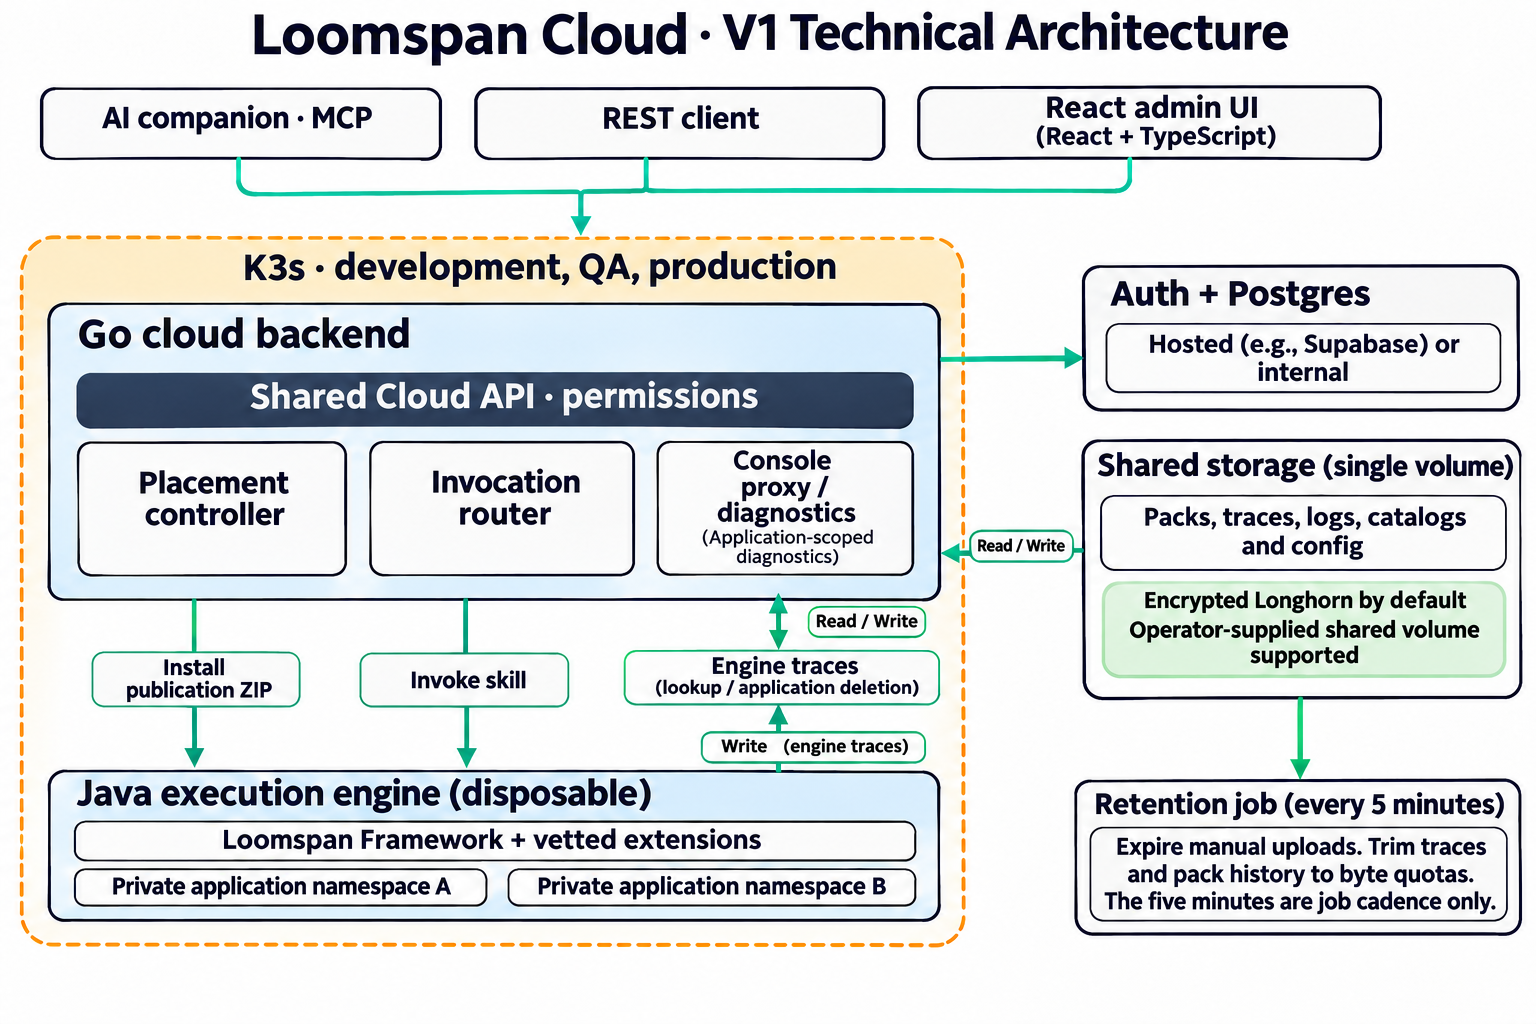 Loomspan Cloud · V1 Technical Architecture
AI companion · MCP
REST client
React admin UI
(React + TypeScript)
K3s · development, QA, production
Go cloud backend
Shared Cloud API · permissions
Placement
controller
Invocation
router
Console
proxy /
diagnostics
(Application-scoped
diagnostics)
Auth + Postgres
Hosted (e.g., Supabase) or
internal
Shared storage (single volume)
Packs, traces, logs, catalogs
and config
Encrypted Longhorn by default
Operator-supplied shared volume
supported
Read / Write
Read / Write
Install
publication ZIP
Invoke skill
Engine traces
(lookup / application deletion)
Write (engine traces)
Java execution engine (disposable)
Loomspan Framework + vetted extensions
Private application namespace A
Private application namespace B
Retention job (every 5 minutes)
Expire manual uploads. Trim traces
and pack history to byte quotas.
The five minutes are job cadence only.